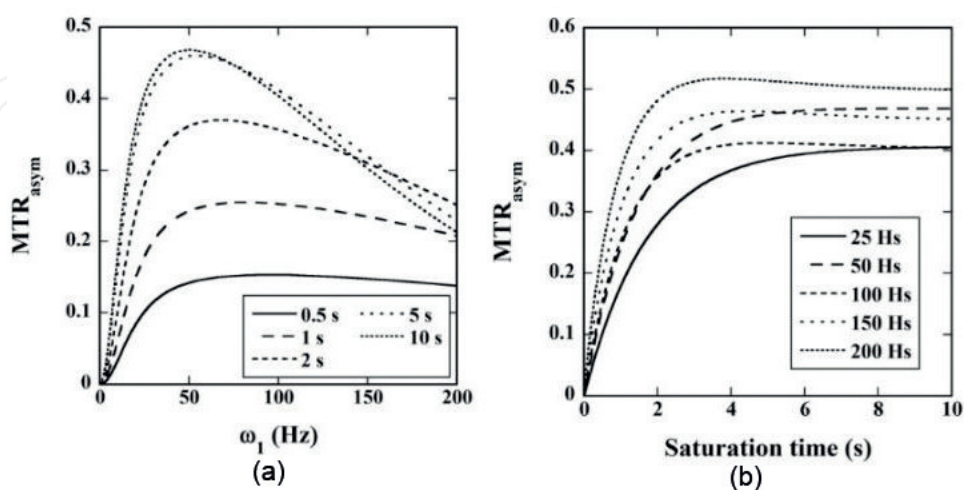 0.5
0.4
0.3
0.2
0.1
0
MTRasym
0 50 100 150 200
ω1 (Hz)
0.5 s
1 s
2 s
5 s
10 s
(a)
0.6
0.5
0.4
0.3
0.2
0.1
0
MTRasym
0 2 4 6 8 10
Saturation time (s)
25 Hs
50 Hs
100 Hs
150 Hs
200 Hs
(b)